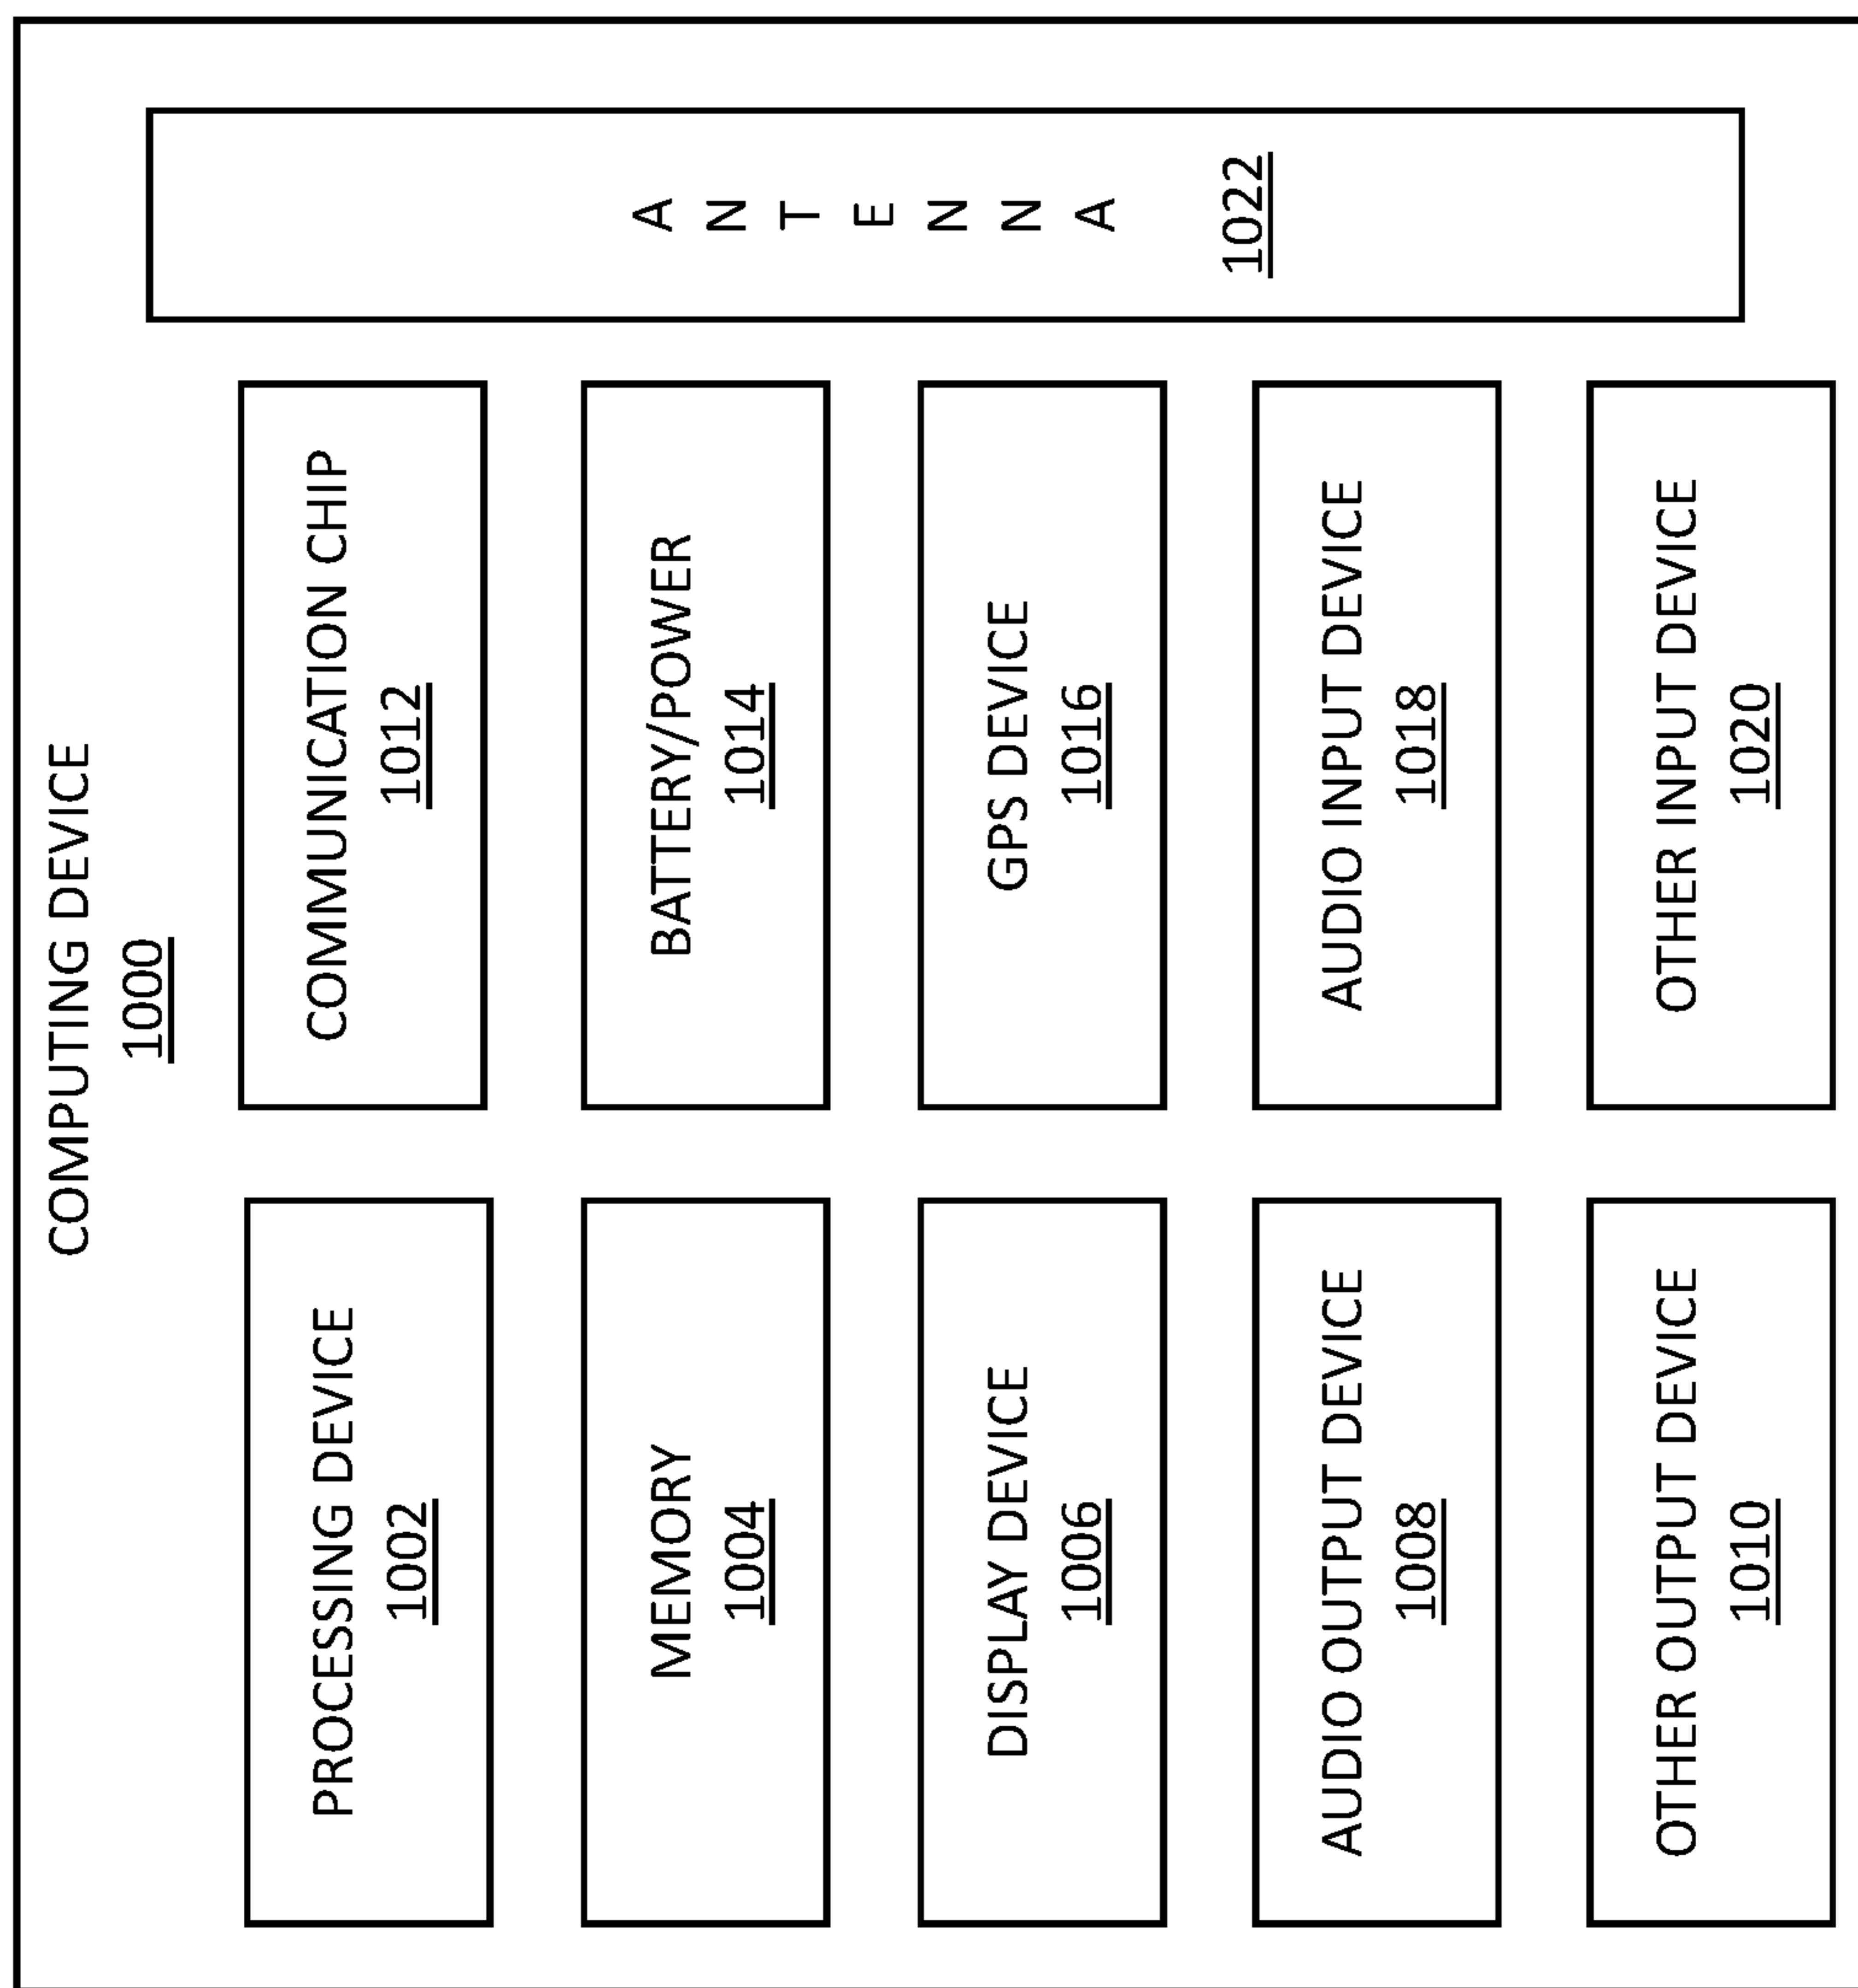 COMPUTING DEVICE
1000
PROCESSING DEVICE
1002
MEMORY
1004
DISPLAY DEVICE
1006
AUDIO OUTPUT DEVICE
1008
OTHER OUTPUT DEVICE
1010
COMMUNICATION CHIP
1012
BATTERY/POWER
1014
GPS DEVICE
1016
AUDIO INPUT DEVICE
1018
OTHER INPUT DEVICE
1020
A
N
T
E
N
N
A
1022